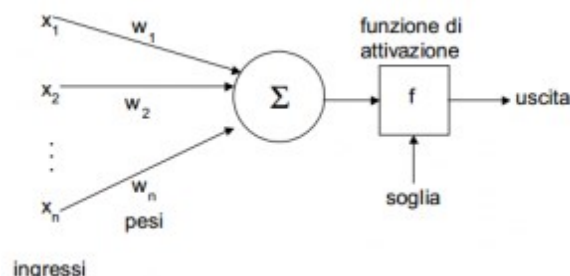 x1
w1
funzione di
attivazione
x2
w2
Σ
f
uscita
⋮
xn
wn
pesi
soglia
ingressi